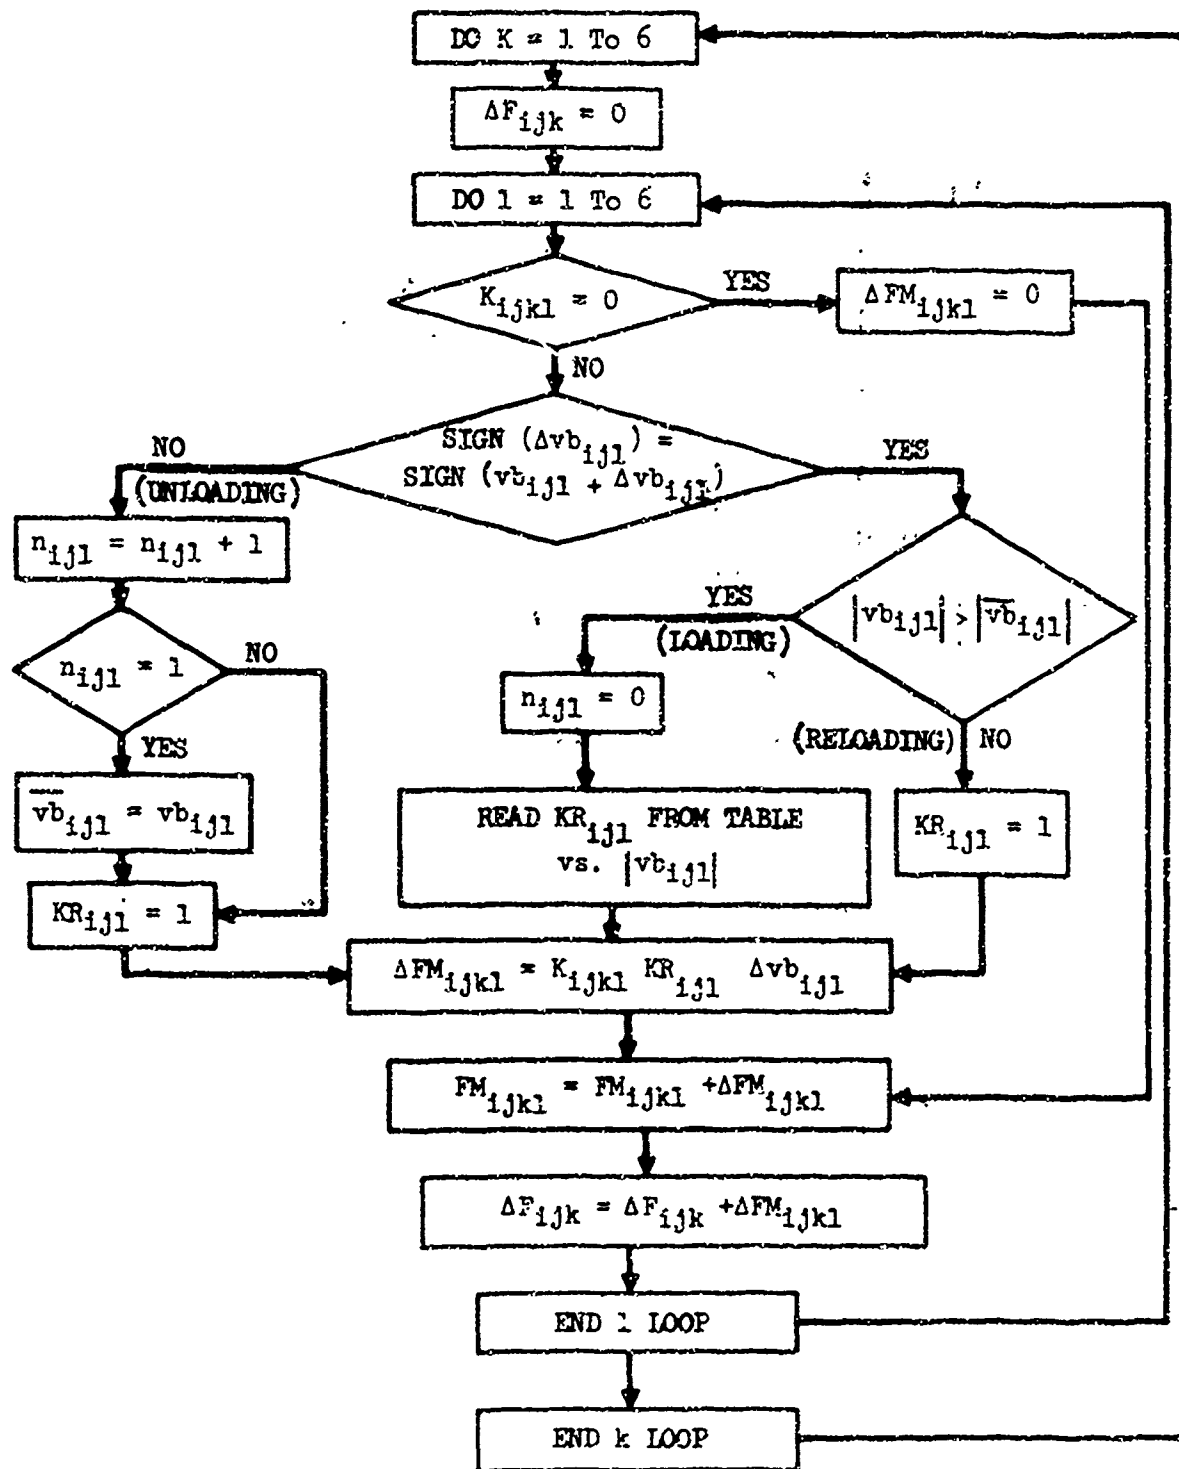 DO K = 1 To 6
ΔF_ijk = 0
DO l = 1 To 6
K_ijkl = 0
YES
ΔFM_ijkl = 0
NO
SIGN (Δvb_ijl) =
SIGN (vb_ijl + Δvb_ijl)
NO
(UNLOADING)
YES
n_ijl = n_ijl + 1
|vb_ijl| > |v̅b̅_ijl|
YES
(LOADING)
n_ijl = 1
NO
n_ijl = 0
(RELOADING) NO
YES
v̅b̅_ijl = vb_ijl
READ KR_ijl FROM TABLE
vs. |vb_ijl|
KR_ijl = 1
KR_ijl = 1
ΔFM_ijkl = K_ijkl KR_ijl Δvb_ijl
FM_ijkl = FM_ijkl +ΔFM_ijkl
ΔF_ijk = ΔF_ijk +ΔFM_ijkl
END l LOOP
END k LOOP